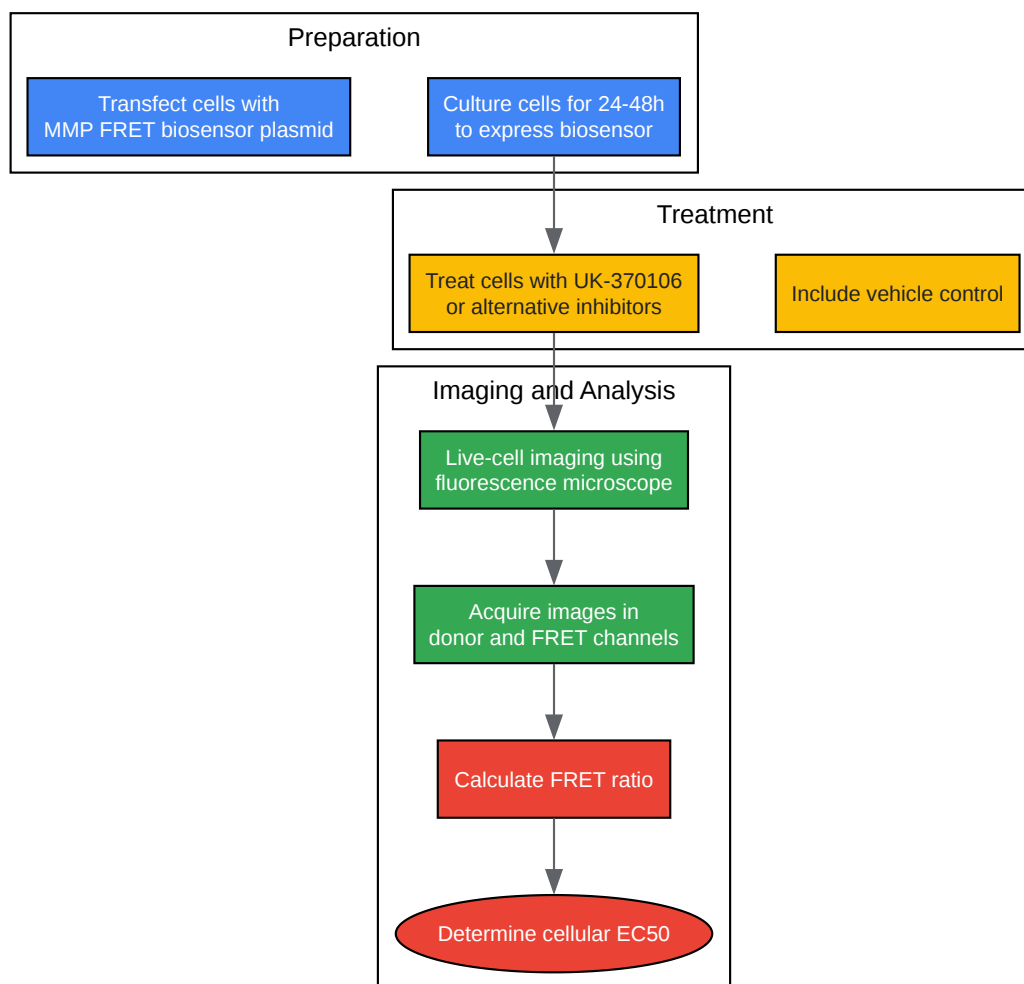 Preparation
Transfect cells with
MMP FRET biosensor plasmid
Culture cells for 24-48h
to express biosensor
Treatment
Treat cells with UK-370106
or alternative inhibitors
Include vehicle control
Imaging and Analysis
Live-cell imaging using
fluorescence microscope
Acquire images in
donor and FRET channels
Calculate FRET ratio
Determine cellular EC50